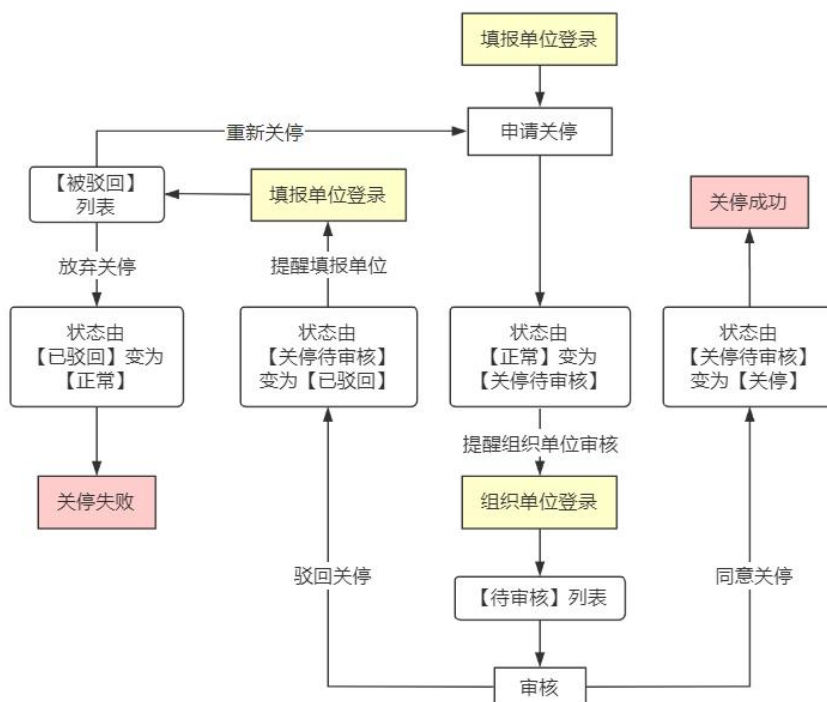 填报单位登录
重新关停
申请关停
【被驳回】
列表
填报单位登录
关停成功
放弃关停
提醒填报单位
状态由
【已驳回】变为
【正常】
状态由
【关停待审核】
变为【已驳回】
状态由
【正常】变为
【关停待审核】
状态由
【关停待审核】
变为【关停】
提醒组织单位审核
关停失败
组织单位登录
驳回关停
同意关停
【待审核】列表
审核